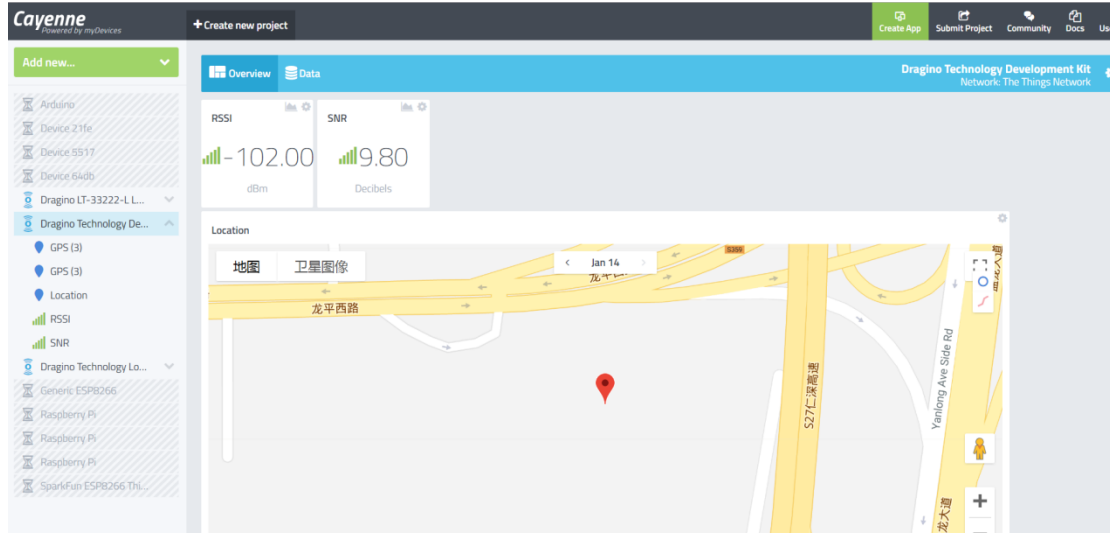 Cayenne
Powered by myDevices
+ Create new project
Create App
Submit Project
Community
Docs
Add new...
Overview
Data
Dragino Technology Development Kit
Network: The Things Network
Arduino
Device 21fe
Device 5517
Device 64db
Dragino LT-33222-L L...
Dragino Technology De...
GPS (3)
GPS (3)
Location
RSSI
SNR
Dragino Technology Lo...
Generic ESP8266
Raspberry Pi
Raspberry Pi
Raspberry Pi
SparkFun ESP8266 Thi...
RSSI
-102.00
dBm
SNR
9.80
Decibels
Location
地图
卫星图像
Jan 14
S359
龙平西路
S27仁深高速
Yanlong Ave Side Rd
龙大道